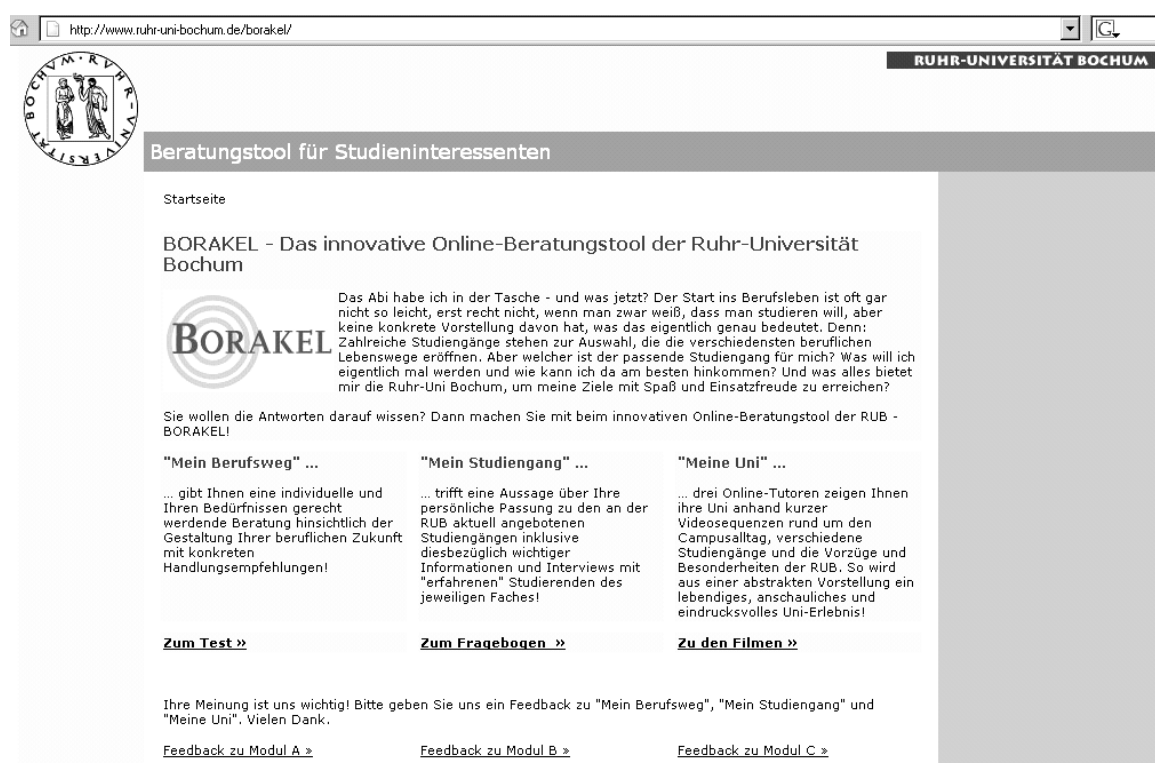 http://www.ruhr-uni-bochum.de/borakel/
G
RUHR-UNIVERSITÄT BOCHUM
BOCHVM · RVHR-VNIVERSITÄT
Beratungstool für Studieninteressenten
Startseite
BORAKEL - Das innovative Online-Beratungstool der Ruhr-Universität
Bochum
BORAKEL
Das Abi habe ich in der Tasche - und was jetzt? Der Start ins Berufsleben ist oft gar
nicht so leicht, erst recht nicht, wenn man zwar weiß, dass man studieren will, aber
keine konkrete Vorstellung davon hat, was das eigentlich genau bedeutet. Denn:
Zahlreiche Studiengänge stehen zur Auswahl, die die verschiedensten beruflichen
Lebenswege eröffnen. Aber welcher ist der passende Studiengang für mich? Was will ich
eigentlich mal werden und wie kann ich da am besten hinkommen? Und was alles bietet
mir die Ruhr-Uni Bochum, um meine Ziele mit Spaß und Einsatzfreude zu erreichen?
Sie wollen die Antworten darauf wissen? Dann machen Sie mit beim innovativen Online-Beratungstool der RUB -
BORAKEL!
"Mein Berufsweg" ...
... gibt Ihnen eine individuelle und
Ihren Bedürfnissen gerecht
werdende Beratung hinsichtlich der
Gestaltung Ihrer beruflichen Zukunft
mit konkreten
Handlungsempfehlungen!
Zum Test »
"Mein Studiengang" ...
... trifft eine Aussage über Ihre
persönliche Passung zu den an der
RUB aktuell angebotenen
Studiengängen inklusive
diesbezüglich wichtiger
Informationen und Interviews mit
"erfahrenen" Studierenden des
jeweiligen Faches!
Zum Fragebogen »
"Meine Uni" ...
... drei Online-Tutoren zeigen Ihnen
ihre Uni anhand kurzer
Videosequenzen rund um den
Campusalltag, verschiedene
Studiengänge und die Vorzüge und
Besonderheiten der RUB. So wird
aus einer abstrakten Vorstellung ein
lebendiges, anschauliches und
eindrucksvolles Uni-Erlebnis!
Zu den Filmen »
Ihre Meinung ist uns wichtig! Bitte geben Sie uns ein Feedback zu "Mein Berufsweg", "Mein Studiengang" und
"Meine Uni". Vielen Dank.
Feedback zu Modul A »
Feedback zu Modul B »
Feedback zu Modul C »